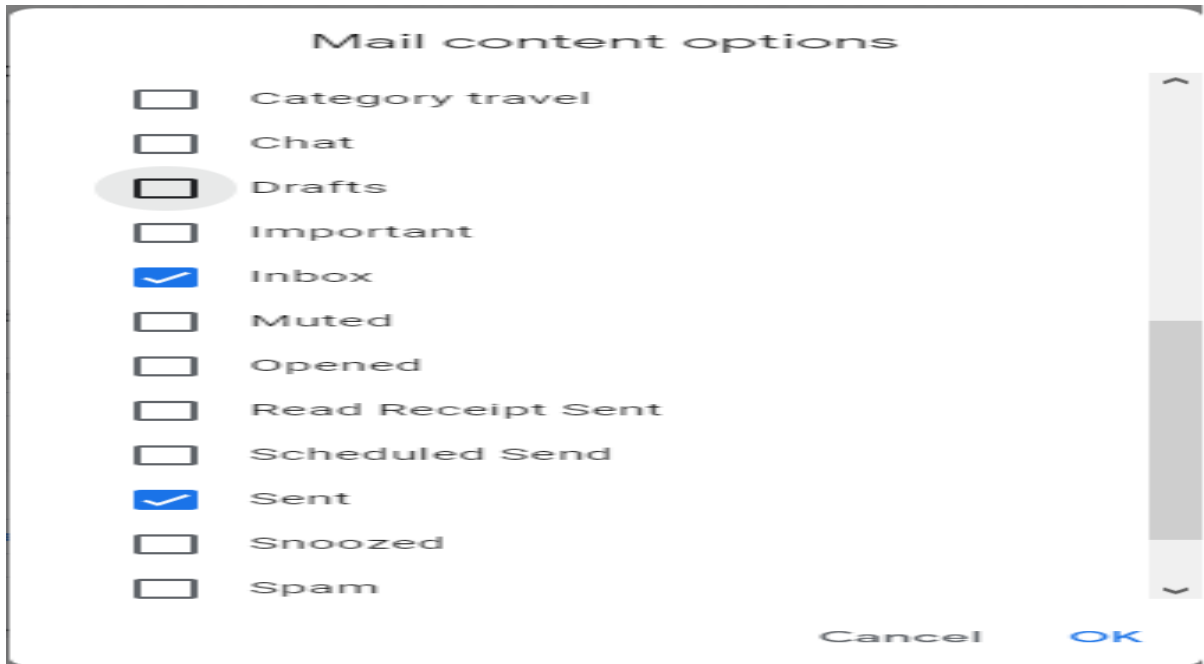 Mail content options
Category travel
Chat
Drafts
Important
Inbox
Muted
Opened
Read Receipt Sent
Scheduled Send
Sent
Snoozed
Spam
Cancel OK